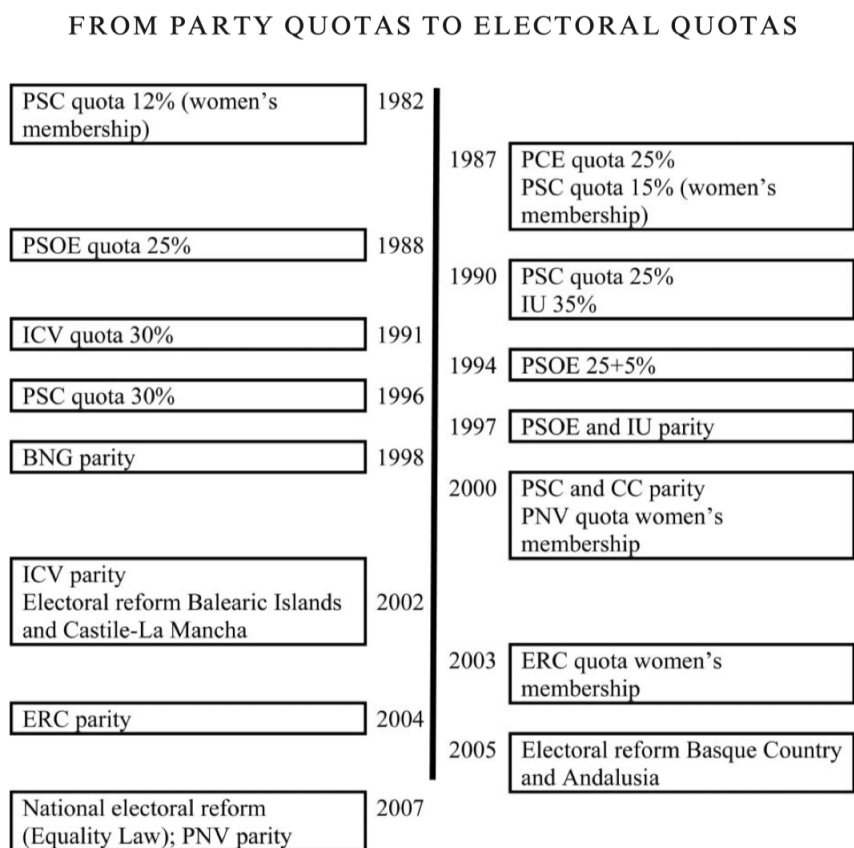 FROM PARTY QUOTAS TO ELECTORAL QUOTAS
PSC quota 12% (women's
membership)
1982
1987
PCE quota 25%
PSC quota 15% (women's
membership)
PSOE quota 25%
1988
1990
PSC quota 25%
IU 35%
ICV quota 30%
1991
1994
PSOE 25+5%
PSC quota 30%
1996
1997
PSOE and IU parity
BNG parity
1998
2000
PSC and CC parity
PNV quota women's
membership
ICV parity
Electoral reform Balearic Islands
and Castile-La Mancha
2002
2003
ERC quota women's
membership
ERC parity
2004
2005
Electoral reform Basque Country
and Andalusia
National electoral reform
(Equality Law); PNV parity
2007